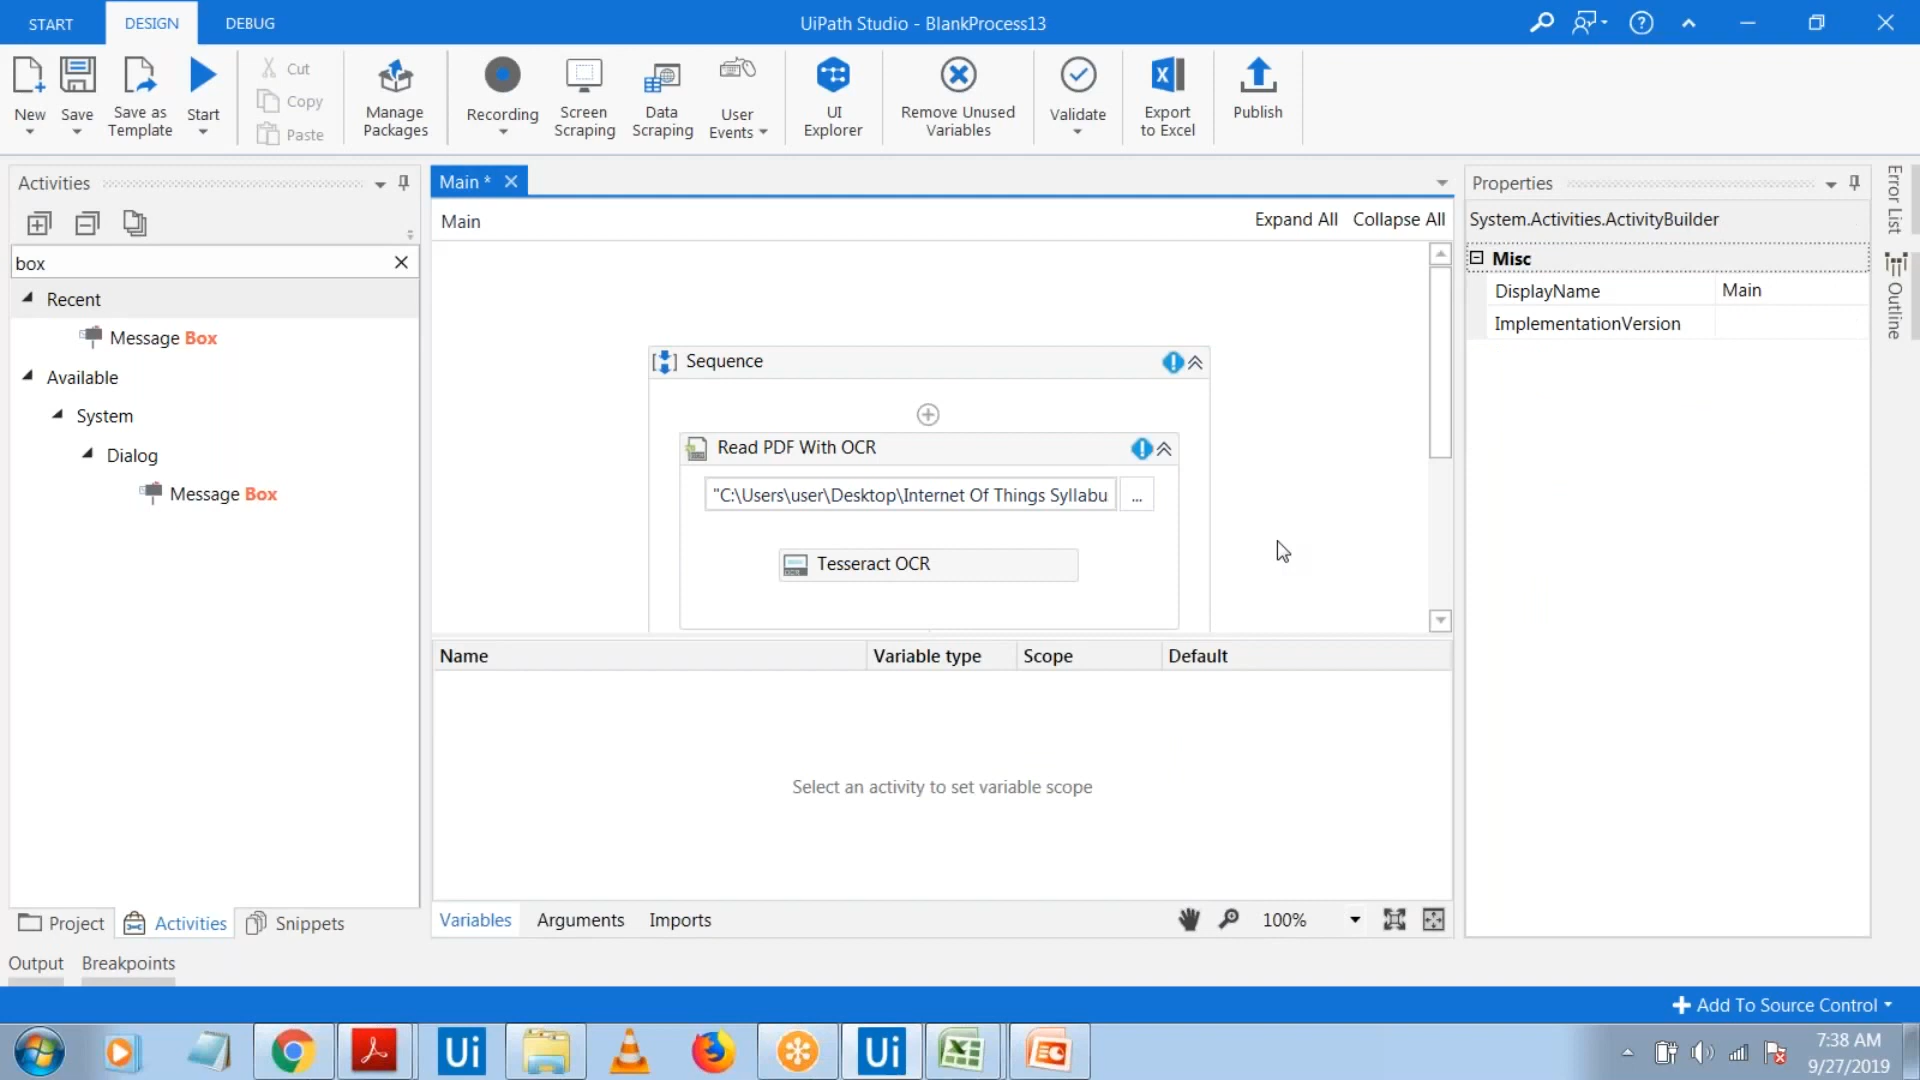 START DESIGN DEBUG UiPath Studio - BlankProcess13
New Save Save as Template Start
Cut
Copy
Paste
Manage Packages
Recording
Screen Scraping
Data Scraping
User Events
UI Explorer
Remove Unused Variables
Validate
Export to Excel
Publish
Activities
box
Recent
Message Box
Available
System
Dialog
Message Box
Project Activities Snippets
Main *
Main Expand All Collapse All
Sequence
Read PDF With OCR
"C:\Users\user\Desktop\Internet Of Things Syllabu ...
Tesseract OCR
Name Variable type Scope Default
Select an activity to set variable scope
Variables Arguments Imports 100%
Properties
System.Activities.ActivityBuilder
Misc
DisplayName Main
ImplementationVersion
Error List
Outline
Output Breakpoints
Add To Source Control
Ui Ui
7:38 AM
9/27/2019